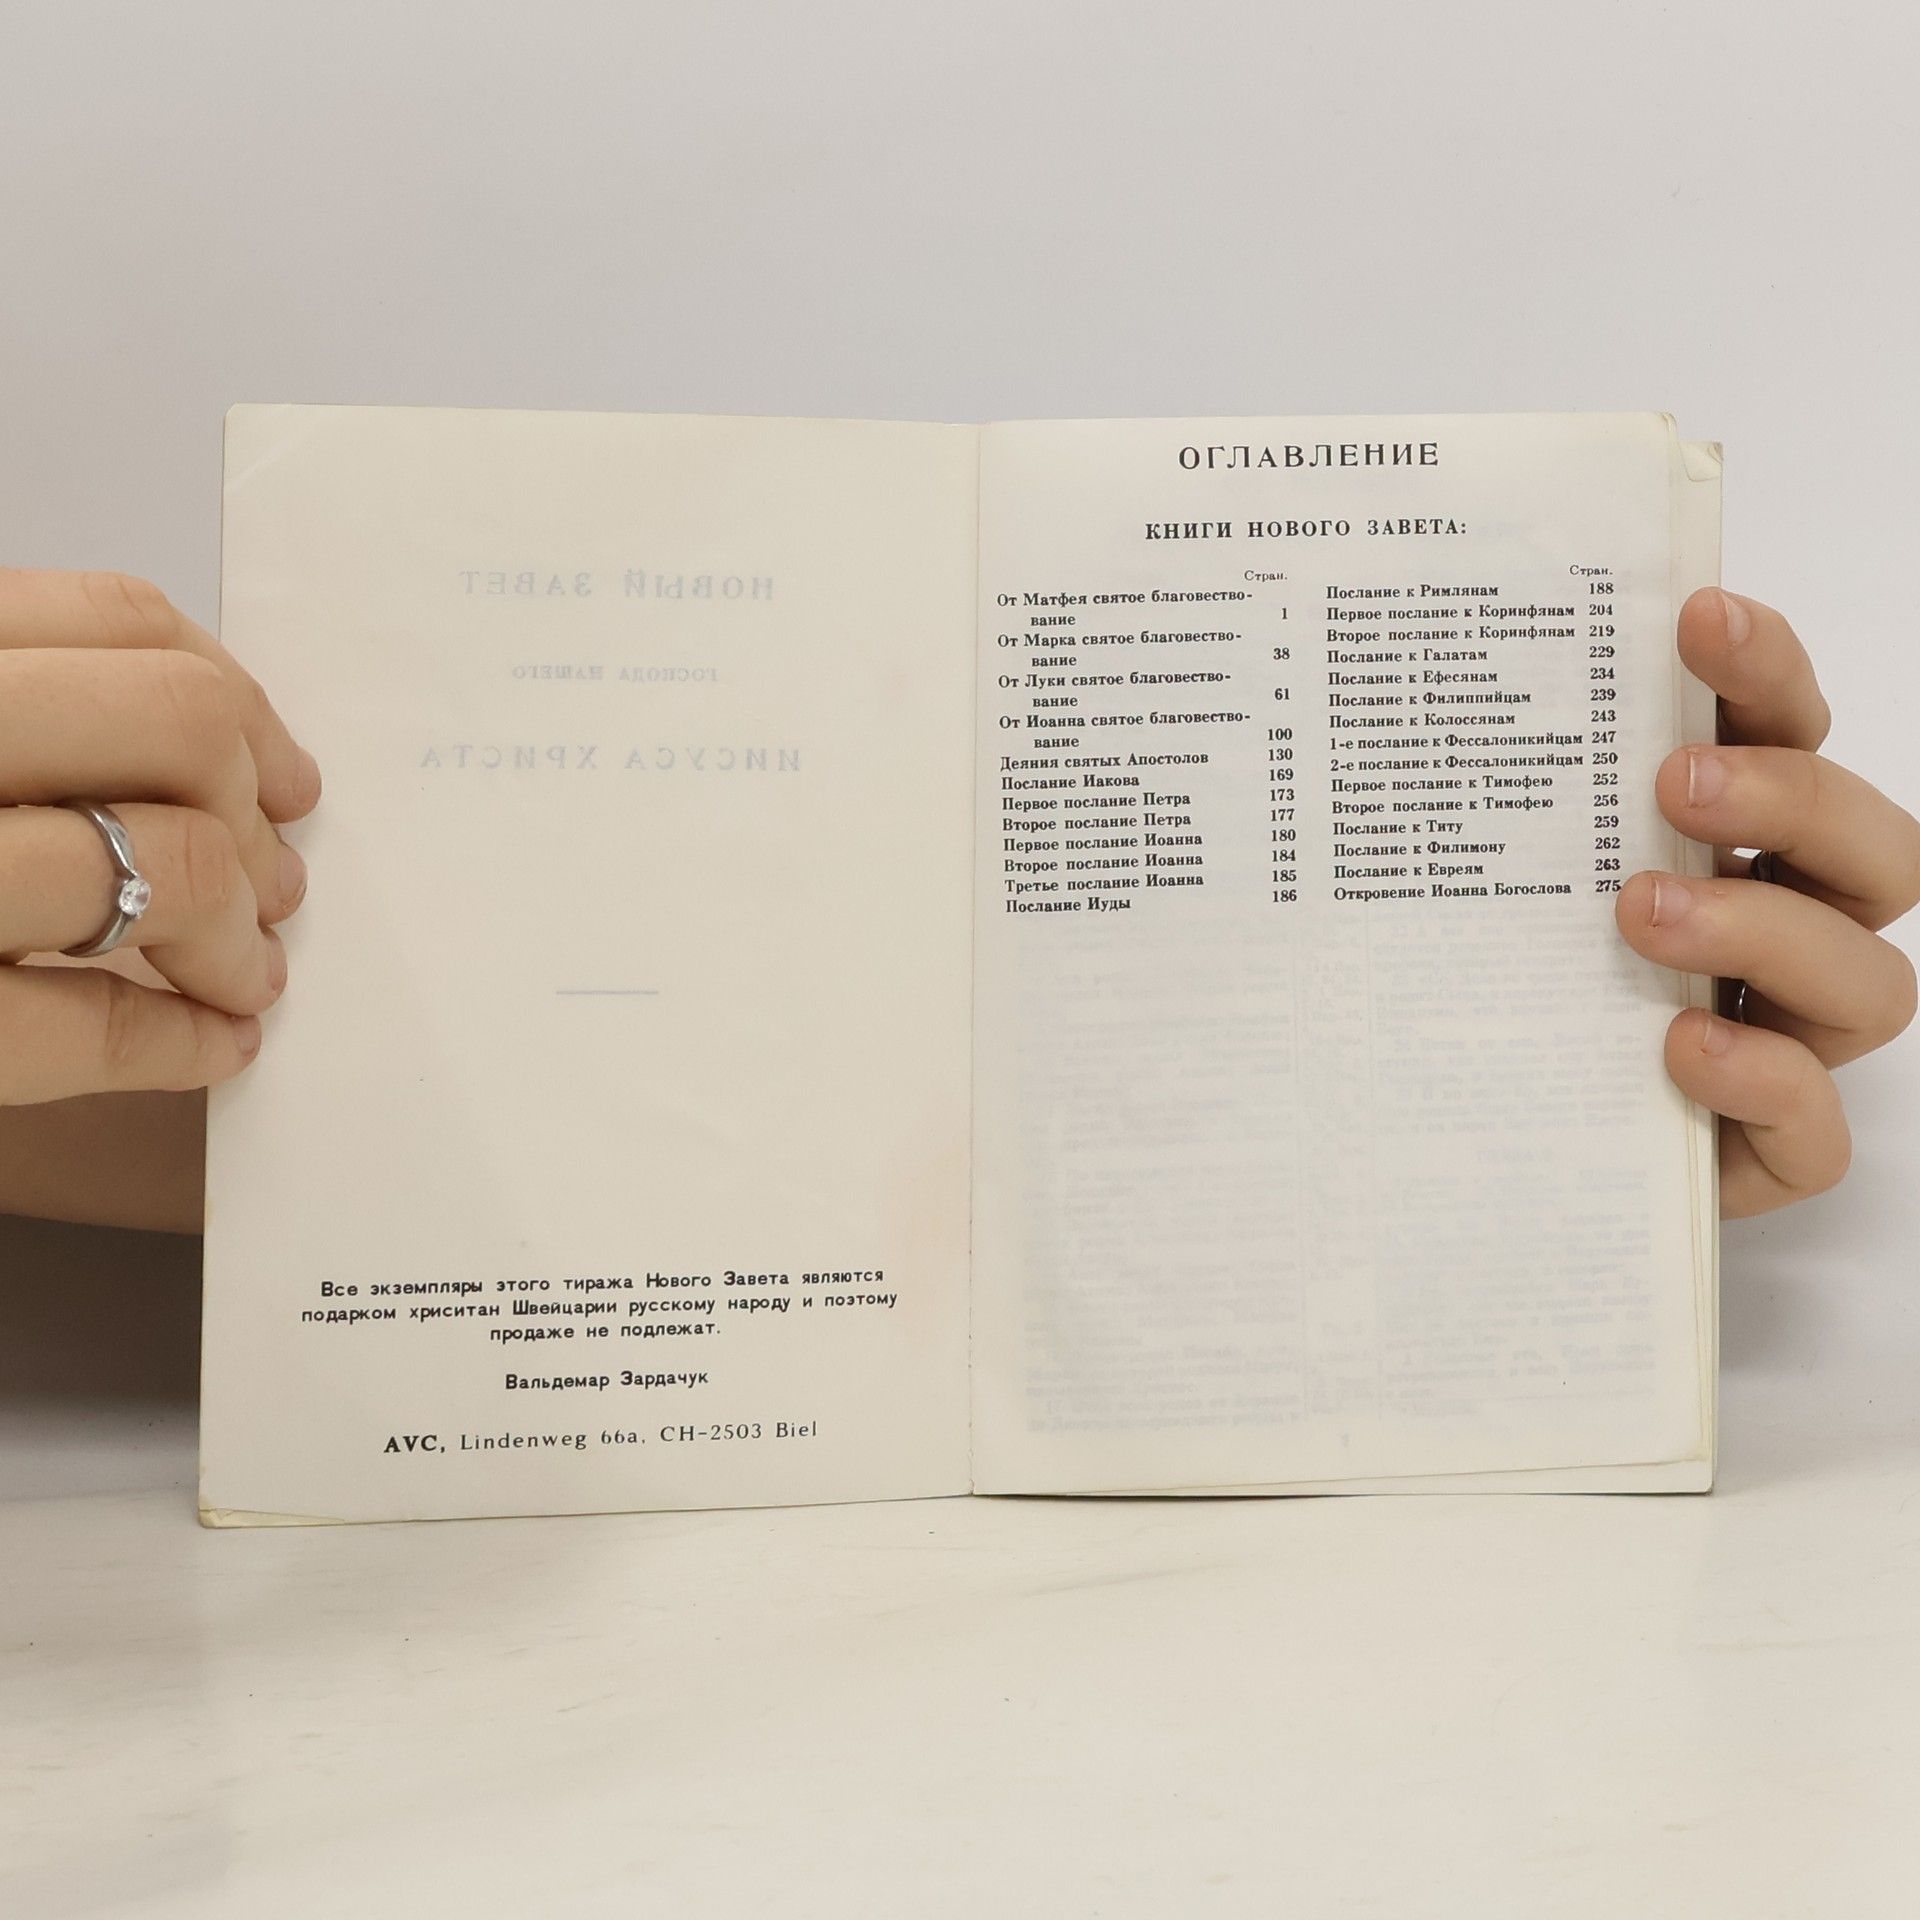 Все экземпляры этого тиража Нового Завета являются
подарком хриситан Швейцарии русскому народу и поэтому
продаже не подлежат.
Вальдемар Зардачук
AVC, Lindenweg 66a, CH-2503 Biel
ОГЛАВЛЕНИЕ
КНИГИ НОВОГО ЗАВЕТА:
Стран.
От Матфея святое благовество-
вание 1
От Марка святое благовество-
вание 38
От Луки святое благовество-
вание 61
От Иоанна святое благовество-
вание 100
Деяния святых Апостолов 130
Послание Иакова 169
Первое послание Петра 173
Второе послание Петра 177
Первое послание Иоанна 180
Второе послание Иоанна 184
Третье послание Иоанна 185
Послание Иуды 186
Стран.
Послание к Римлянам 188
Первое послание к Коринфянам 204
Второе послание к Коринфянам 219
Послание к Галатам 229
Послание к Ефесянам 234
Послание к Филиппийцам 239
Послание к Колоссянам 243
1-е послание к Фессалоникийцам 247
2-е послание к Фессалоникийцам 250
Первое послание к Тимофею 252
Второе послание к Тимофею 256
Послание к Титу 259
Послание к Филимону 262
Послание к Евреям 263
Откровение Иоанна Богослова 275